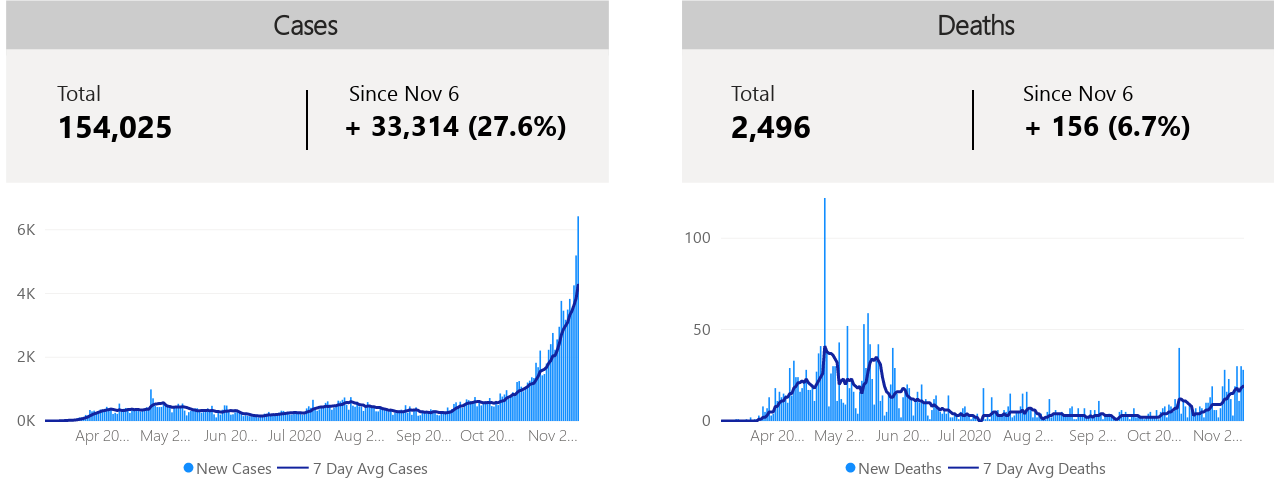 Cases
Total
Since Nov 6
154,025
+ 33,314 (27.6%)
6K
4K
2K
0K
Apr 20... May 2... Jun 20... Jul 2020 Aug 2... Sep 20... Oct 20... Nov 2...
New Cases 7 Day Avg Cases
Deaths
Total
Since Nov 6
2,496
+ 156 (6.7%)
100
50
0
Apr 20... May 2... Jun 20... Jul 2020 Aug 2... Sep 2... Oct 20... Nov 2...
New Deaths 7 Day Avg Deaths